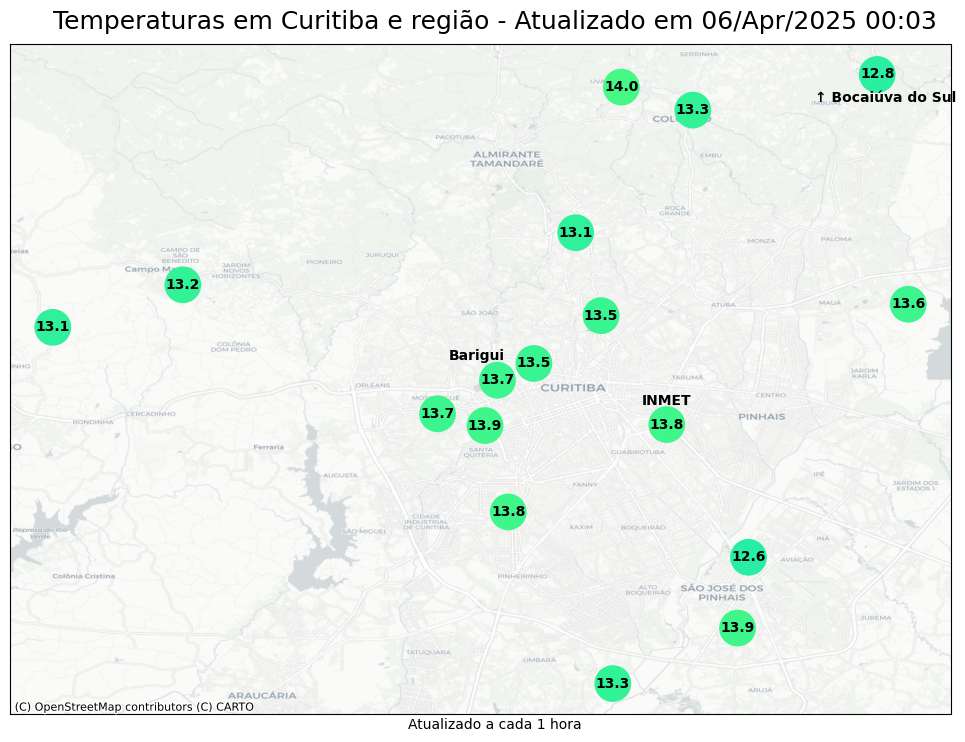 Temperaturas em Curitiba e região - Atualizado em 06/Apr/2025 00:03
SERRINHA
12.8
14.0
↑ Bocaiúva do Sul
13.3
PACOTUBA
ALMIRANTE
TAMANDARÉ
EMBU
ROÇA
GRANDE
13.1
MONZA
PALOMA
CAMPO DE
SÃO
BENEDITO
JURUQUI
PIONEIRO
JARDIM
NOVOS
HORIZONTES
13.2
13.6
MAUÁ
ATUBA
13.1
SÃO JOÃO
13.5
COLÔNIA
DOM PEDRO
Barigui
13.5
13.7
JARDIM
KARLA
TARUMÃ
ORLEANS
CURITIBA
CENTRO
INMET
13.7
CERCADINHO
PINHAIS
RONDINHA
13.9
13.8
Ferraria
SANTA
QUITÉRIA
GUABIROTUBA
AUGUSTA
IPÊ
FANNY
JARDIM DOS
ESTADOS 1
13.8
CIDADE
INDUSTRIAL
DE CURITIBA
SÃO MIGUEL
XAXIM
BOQUEIRÃO
Represa do Rio
Verde
INÁ
12.6
AVIAÇÃO
Colônia Cristina
PINHEIRINHO
ALTO
BOQUEIRÃO
SÃO JOSÉ DOS
PINHAIS
JUREMA
13.9
TATUQUARA
UMBARÁ
13.3
ARUJÁ
ARAUCÁRIA
(C) OpenStreetMap contributors (C) CARTO
Atualizado a cada 1 hora